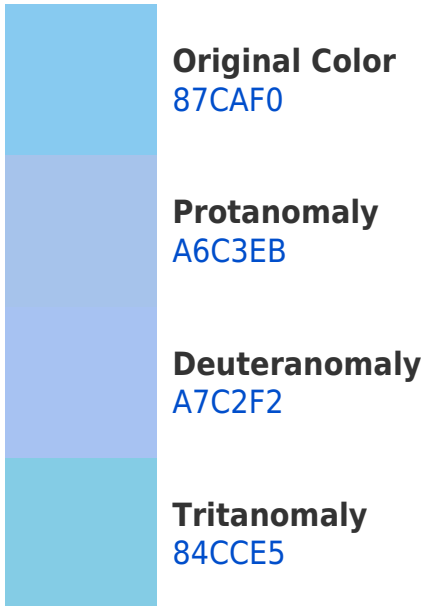 Original Color
87CAF0
Protanomaly
A6C3EB
Deuteranomaly
A7C2F2
Tritanomaly
84CCE5